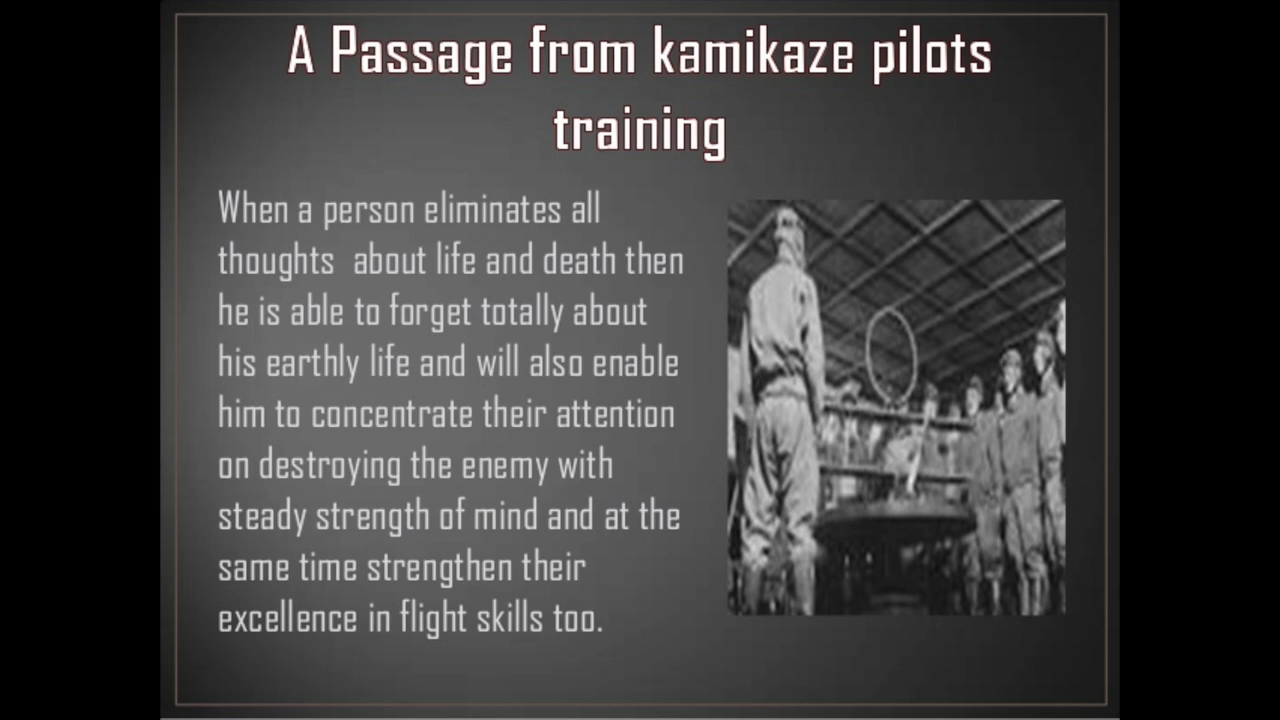 A Passage from kamikaze pilots
training
When a person eliminates all
thoughts  about life and death then
he is able to forget totally about
his earthly life and will also enable
him to concentrate their attention
on destroying the enemy with
steady strength of mind and at the
same time strengthen their
excellence in flight skills too.